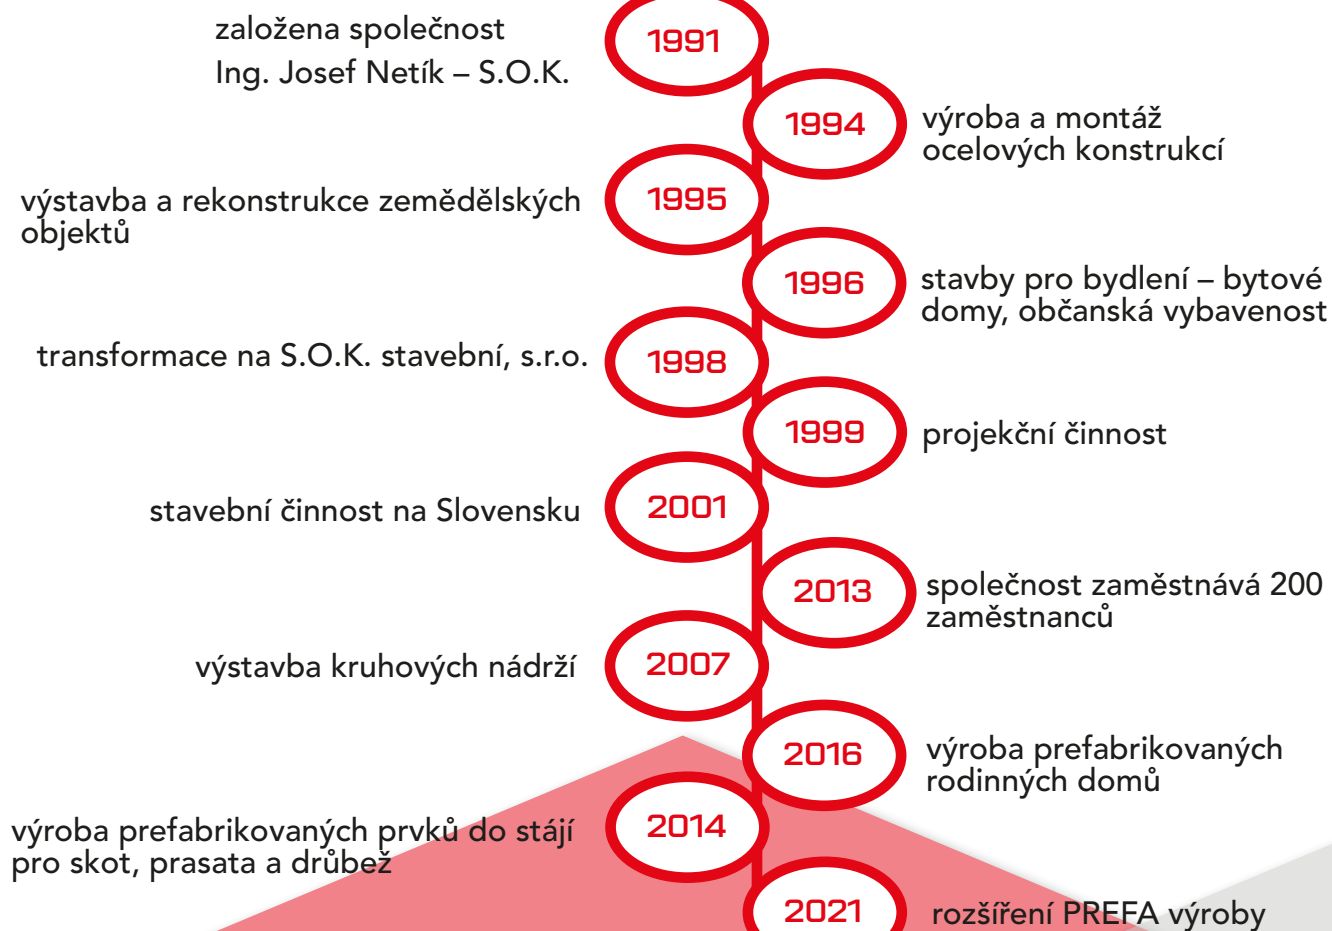 založena společnost
Ing. Josef Netík – S.O.K.
1991
1994
výroba a montáž
ocelových konstrukcí
výstavba a rekonstrukce zemědělských
objektů
1995
1996
stavby pro bydlení – bytové
domy, občanská vybavenost
transformace na S.O.K. stavební, s.r.o.
1998
1999
projekční činnost
stavební činnost na Slovensku
2001
2013
společnost zaměstnává 200
zaměstnanců
výstavba kruhových nádrží
2007
2016
výroba prefabrikovaných
rodinných domů
výroba prefabrikovaných prvků do stájí
pro skot, prasata a drůbež
2014
2021
rozšíření PREFA výroby